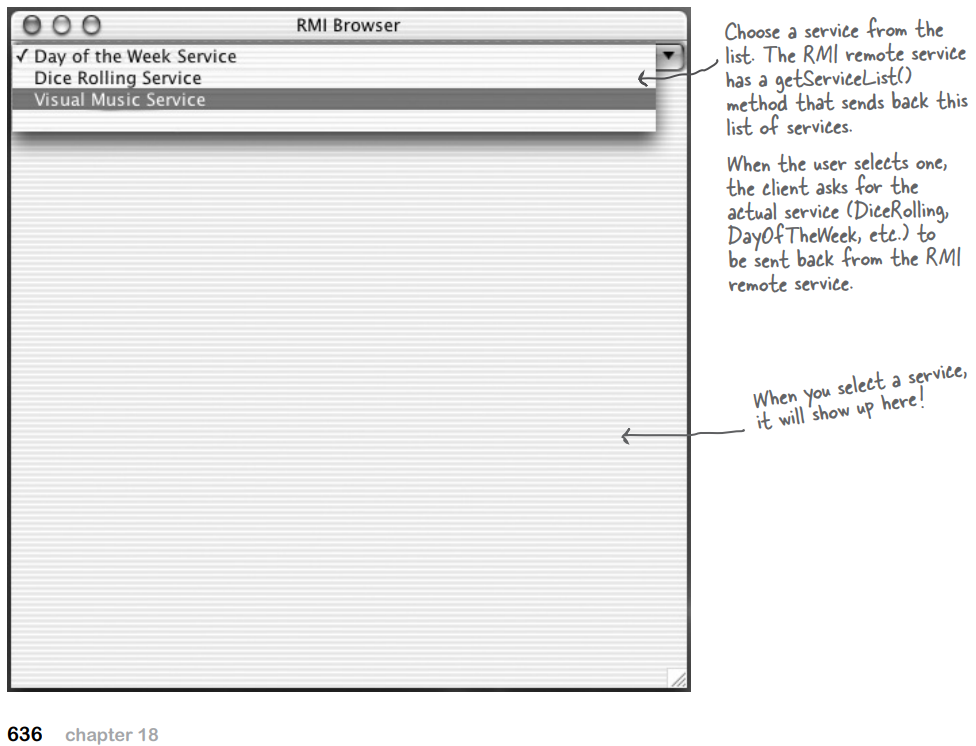 RMI Browser
✓ Day of the Week Service
Dice Rolling Service
Visual Music Service
Choose a service from the
list. The RMI remote service
has a getServiceList()
method that sends back this
list of services.
When the user selects one,
the client asks for the
actual service (DiceRolling,
DayOfTheWeek, etc.) to
be sent back from the RMI
remote service.
When you select a service,
it will show up here!
636 chapter 18